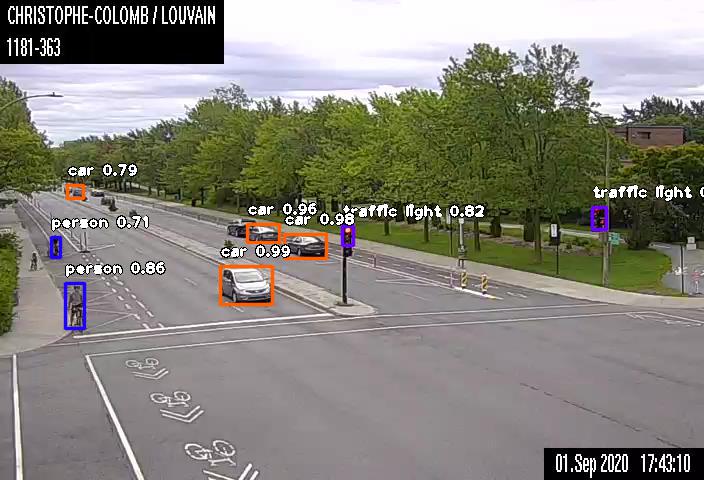 CHRISTOPHE-COLOMB / LOUVAIN
1181-363
car 0.79
car 0.96
traffic light 0.82
traffic light 0
person 0.71
car 0.98
car 0.99
person 0.86
01.Sep 2020 17:43:10